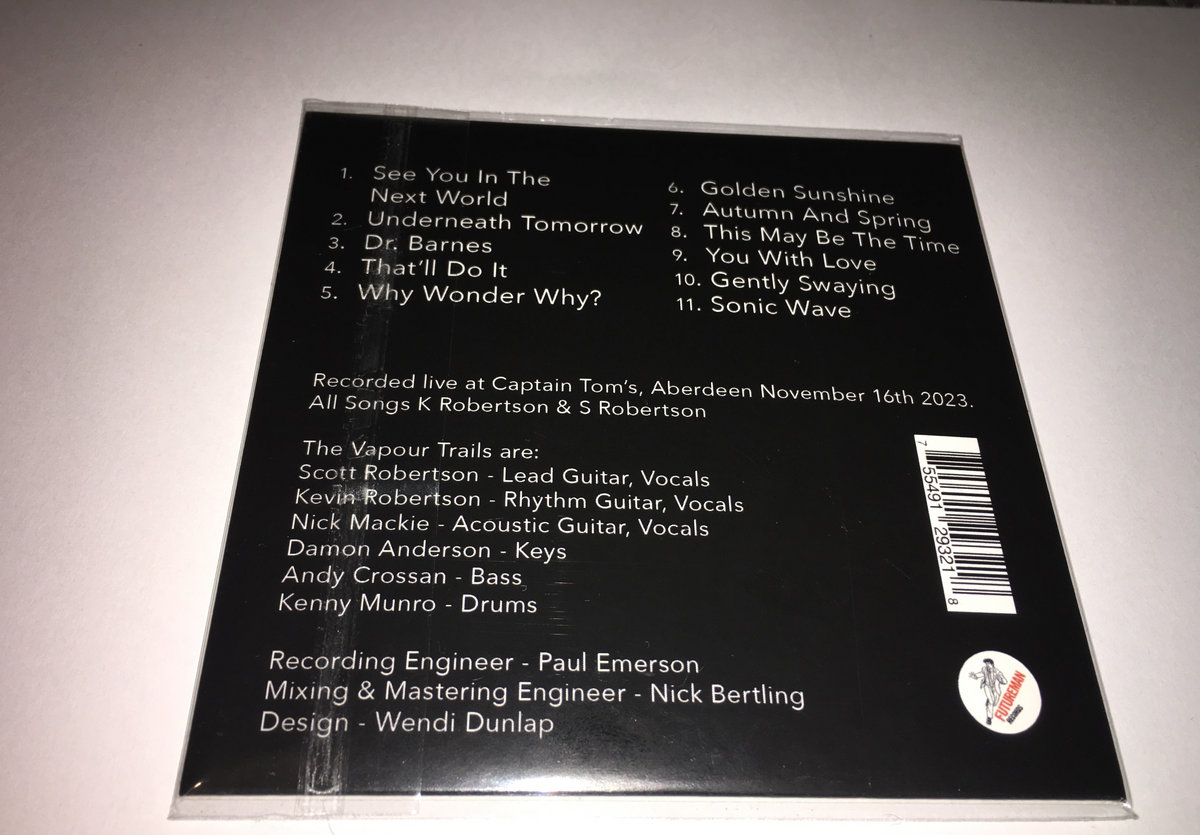 1. See You In The
Next World
2. Underneath Tomorrow
3. Dr. Barnes
4. That'll Do It
5. Why Wonder Why?
6. Golden Sunshine
7. Autumn And Spring
8. This May Be The Time
9. You With Love
10. Gently Swaying
11. Sonic Wave
Recorded live at Captain Tom's, Aberdeen November 16th 2023.
All Songs K Robertson & S Robertson
The Vapour Trails are:
Scott Robertson - Lead Guitar, Vocals
Kevin Robertson - Rhythm Guitar, Vocals
Nick Mackie - Acoustic Guitar, Vocals
Damon Anderson - Keys
Andy Crossan - Bass
Kenny Munro - Drums
7 55491 29321 8
Recording Engineer - Paul Emerson
Mixing & Mastering Engineer - Nick Bertling
Design - Wendi Dunlap
FUTUREMAN
RECORDS